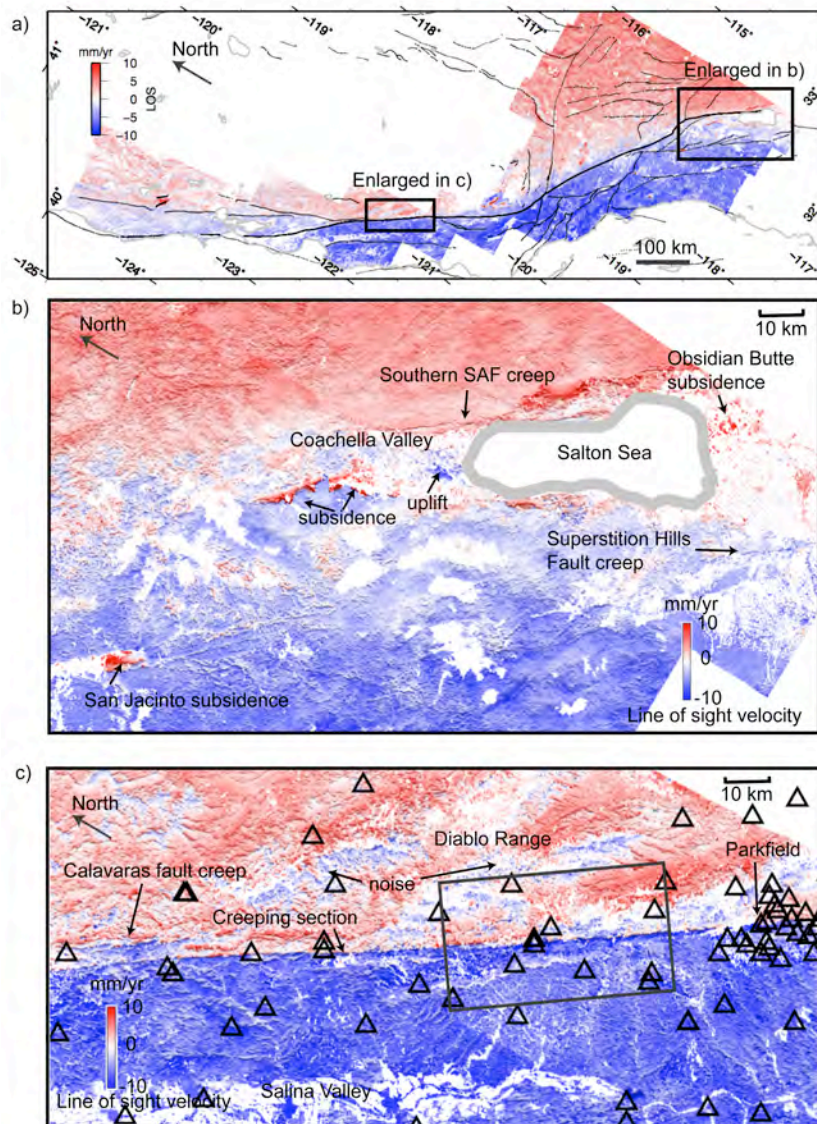 a)
-121° -120° -119° -118° -117° -116° -115°
41°
North
mm/yr
10
5
0
-5
-10
LOS
Enlarged in b)
33°
Enlarged in c)
40°
32°
100 km
-125° -124° -123° -122° -121° -120° -119° -118° -117°
b)
North
10 km
Obsidian Butte
subsidence
Southern SAF creep
Coachella Valley
Salton Sea
uplift
subsidence
Superstition Hills
Fault creep
mm/yr
10
0
-10
San Jacinto subsidence
Line of sight velocity
c)
North
10 km
Diablo Range
Parkfield
Calavaras fault creep
noise
Creeping section
mm/yr
10
0
-10
Salina Valley
Line of sight velocity